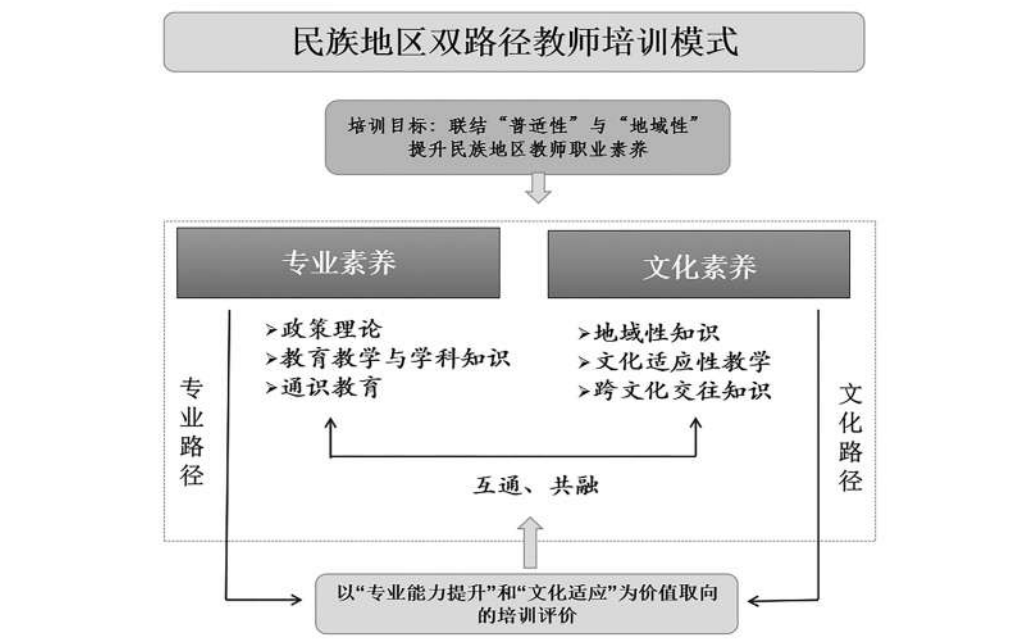 民族地区双路径教师培训模式
培训目标：联结“普适性”与“地域性”
提升民族地区教师职业素养
专业素养
文化素养
➢政策理论
➢教育教学与学科知识
➢通识教育
➢地域性知识
➢文化适应性教学
➢跨文化交往知识
专业路径
文化路径
互通、共融
以“专业能力提升”和“文化适应”为价值取向
的培训评价